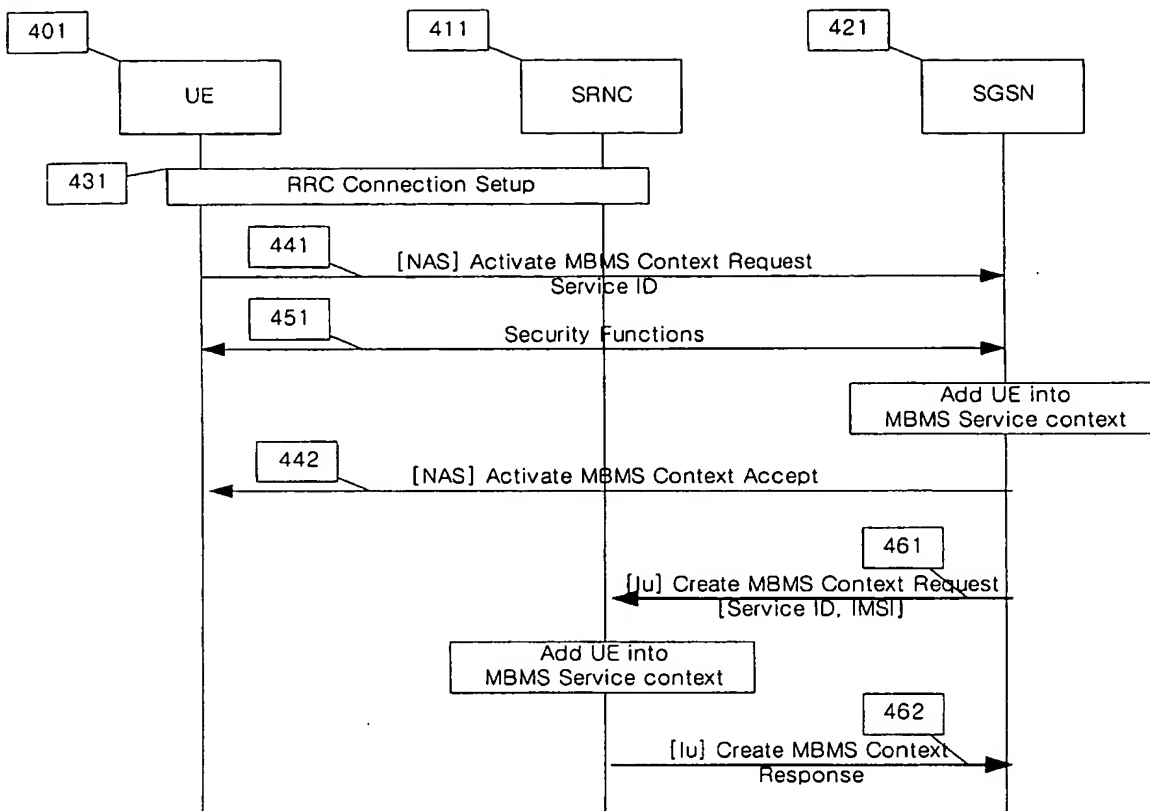 401
411
421
UE
SRNC
SGSN
431
RRC Connection Setup
441
[NAS] Activate MBMS Context Request
Service ID
451
Security Functions
Add UE into
MBMS Service context
442
[NAS] Activate MBMS Context Accept
461
[Iu] Create MBMS Context Request
[Service ID, IMSI]
Add UE into
MBMS Service context
462
[Iu] Create MBMS Context
Response